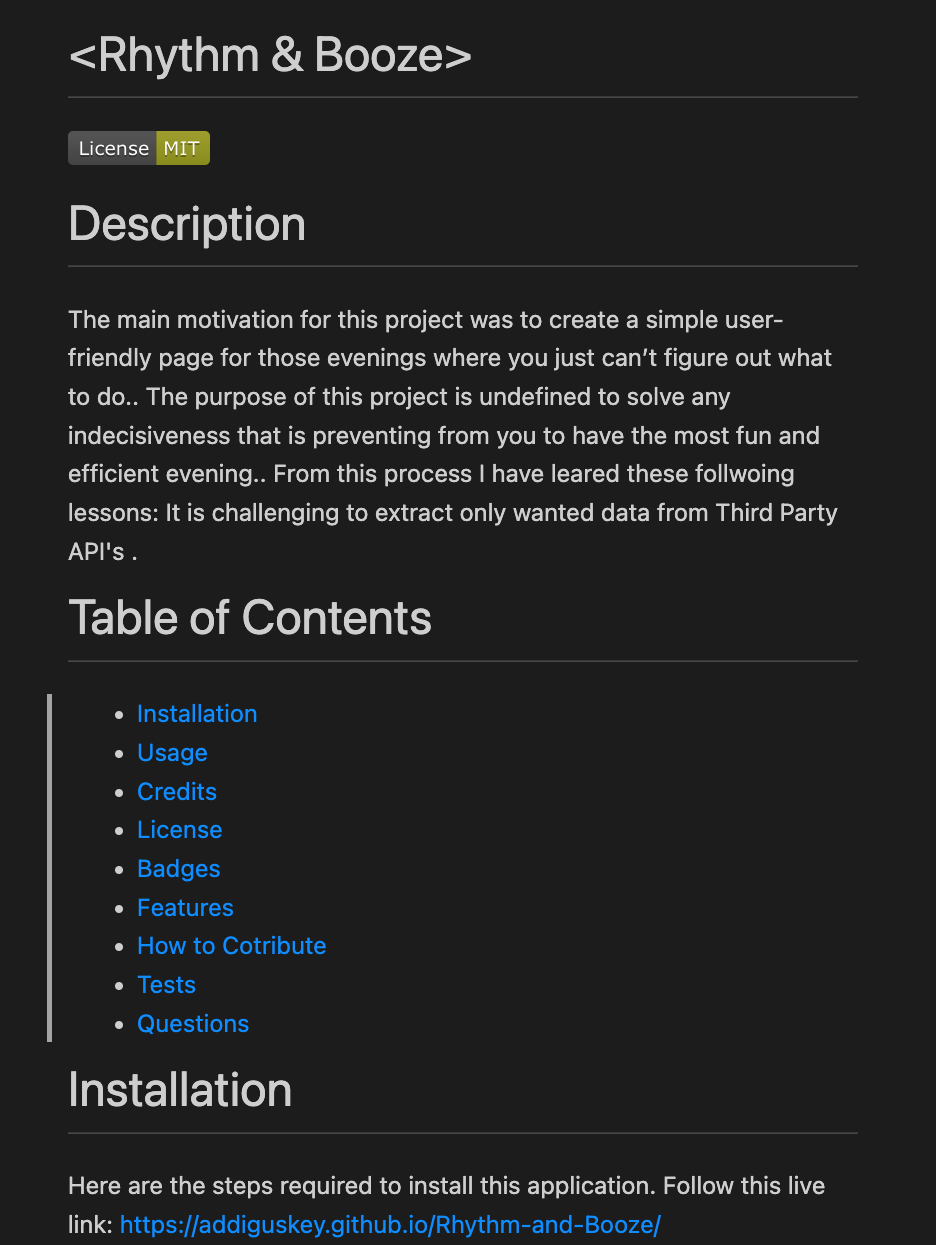 <Rhythm & Booze>
License MIT
Description
The main motivation for this project was to create a simple user-
friendly page for those evenings where you just can’t figure out what
to do.. The purpose of this project is undefined to solve any
indecisiveness that is preventing from you to have the most fun and
efficient evening.. From this process I have leared these follwoing
lessons: It is challenging to extract only wanted data from Third Party
API's .
Table of Contents
• Installation
• Usage
• Credits
• License
• Badges
• Features
• How to Cotribute
• Tests
• Questions
Installation
Here are the steps required to install this application. Follow this live
link: https://addiguskey.github.io/Rhythm-and-Booze/